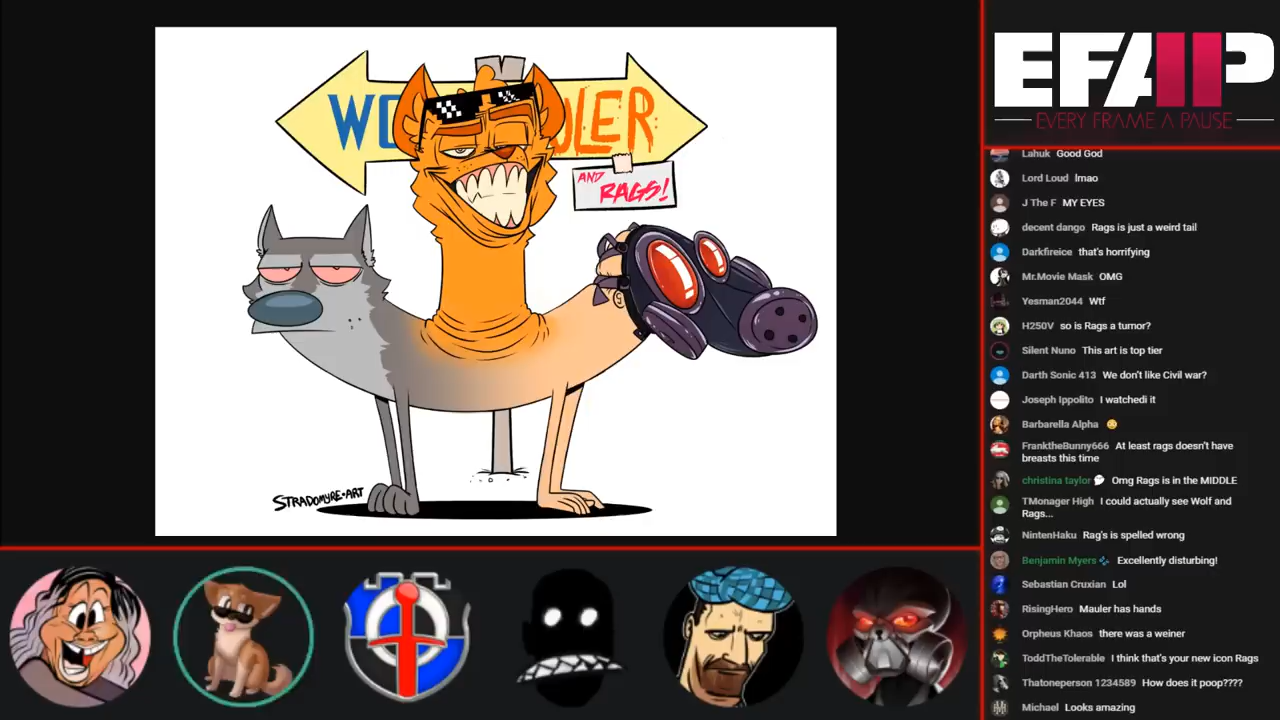 WO
LER
AND
RAGS!
STRADOMYRE-ART
EFAP
EVERY FRAME A PAUSE
Lahuk Good God
Lord Loud lmao
J The F MY EYES
decent dango Rags is just a weird tail
Darkfireice that's horrifying
Mr.Movie Mask OMG
Yesman2044 Wtf
H250V so is Rags a tumor?
Silent Nuno This art is top tier
Darth Sonic 413 We don't like Civil war?
Joseph Ippolito I watchedi it
Barbarella Alpha 😳
FranktheBunny666 At least rags doesn't have
breasts this time
christina taylor Omg Rags is in the MIDDLE
TManager High I could actually see Wolf and
Rags...
NintenHaku Rag's is spelled wrong
Benjamin Myers Excellently disturbing!
Sebastian Cruxian Lol
RisingHero Mauler has hands
Orpheus Khaos there was a weiner
ToddTheTolerable I think that's your new icon Rags
Thatoneperson 1234589 How does it poop????
Michael Looks amazing